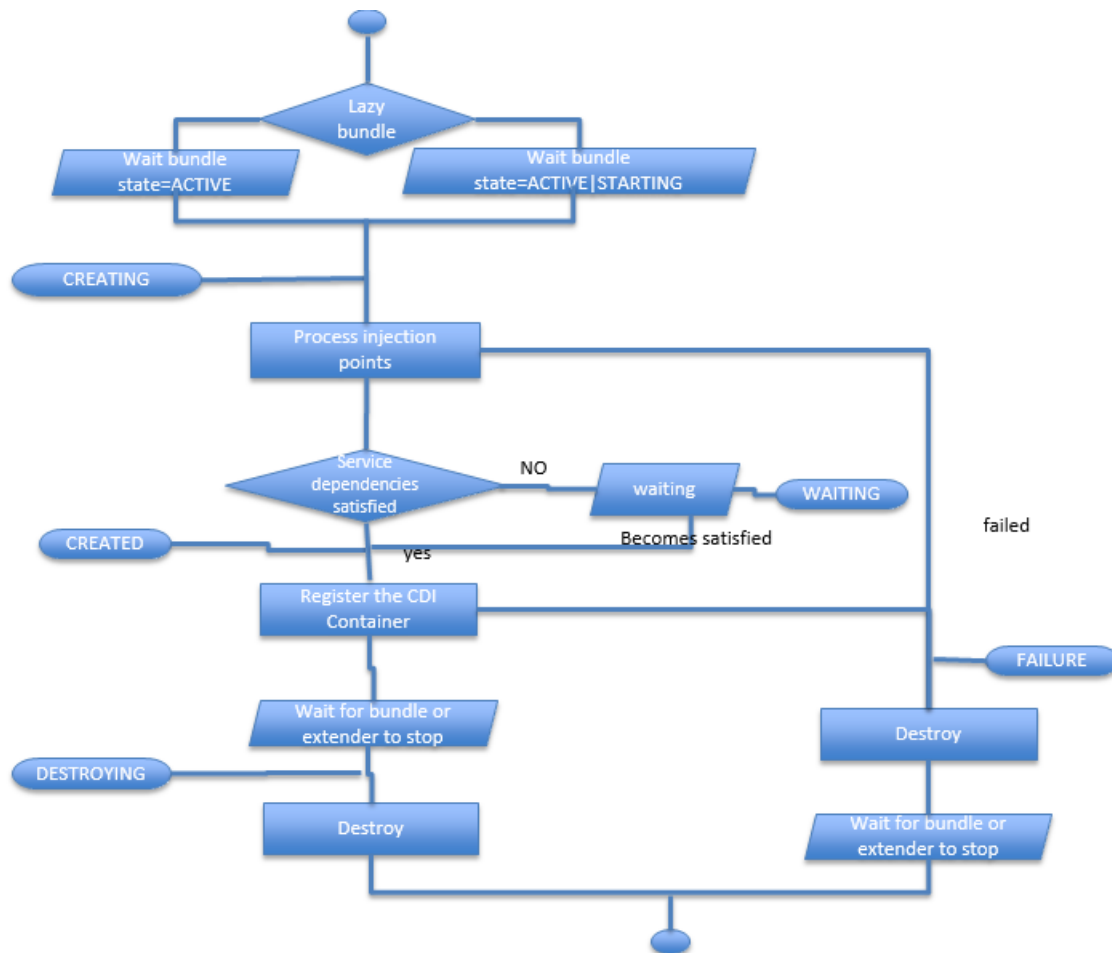 Lazy
bundle
Wait bundle
state=ACTIVE
Wait bundle
state=ACTIVE|STARTING
CREATING
Process injection
points
Service
dependencies
satisfied
NO
waiting
WAITING
failed
Becomes satisfied
CREATED
yes
Register the CDI
Container
FAILURE
Wait for bundle or
extender to stop
Destroy
DESTROYING
Destroy
Wait for bundle or
extender to stop